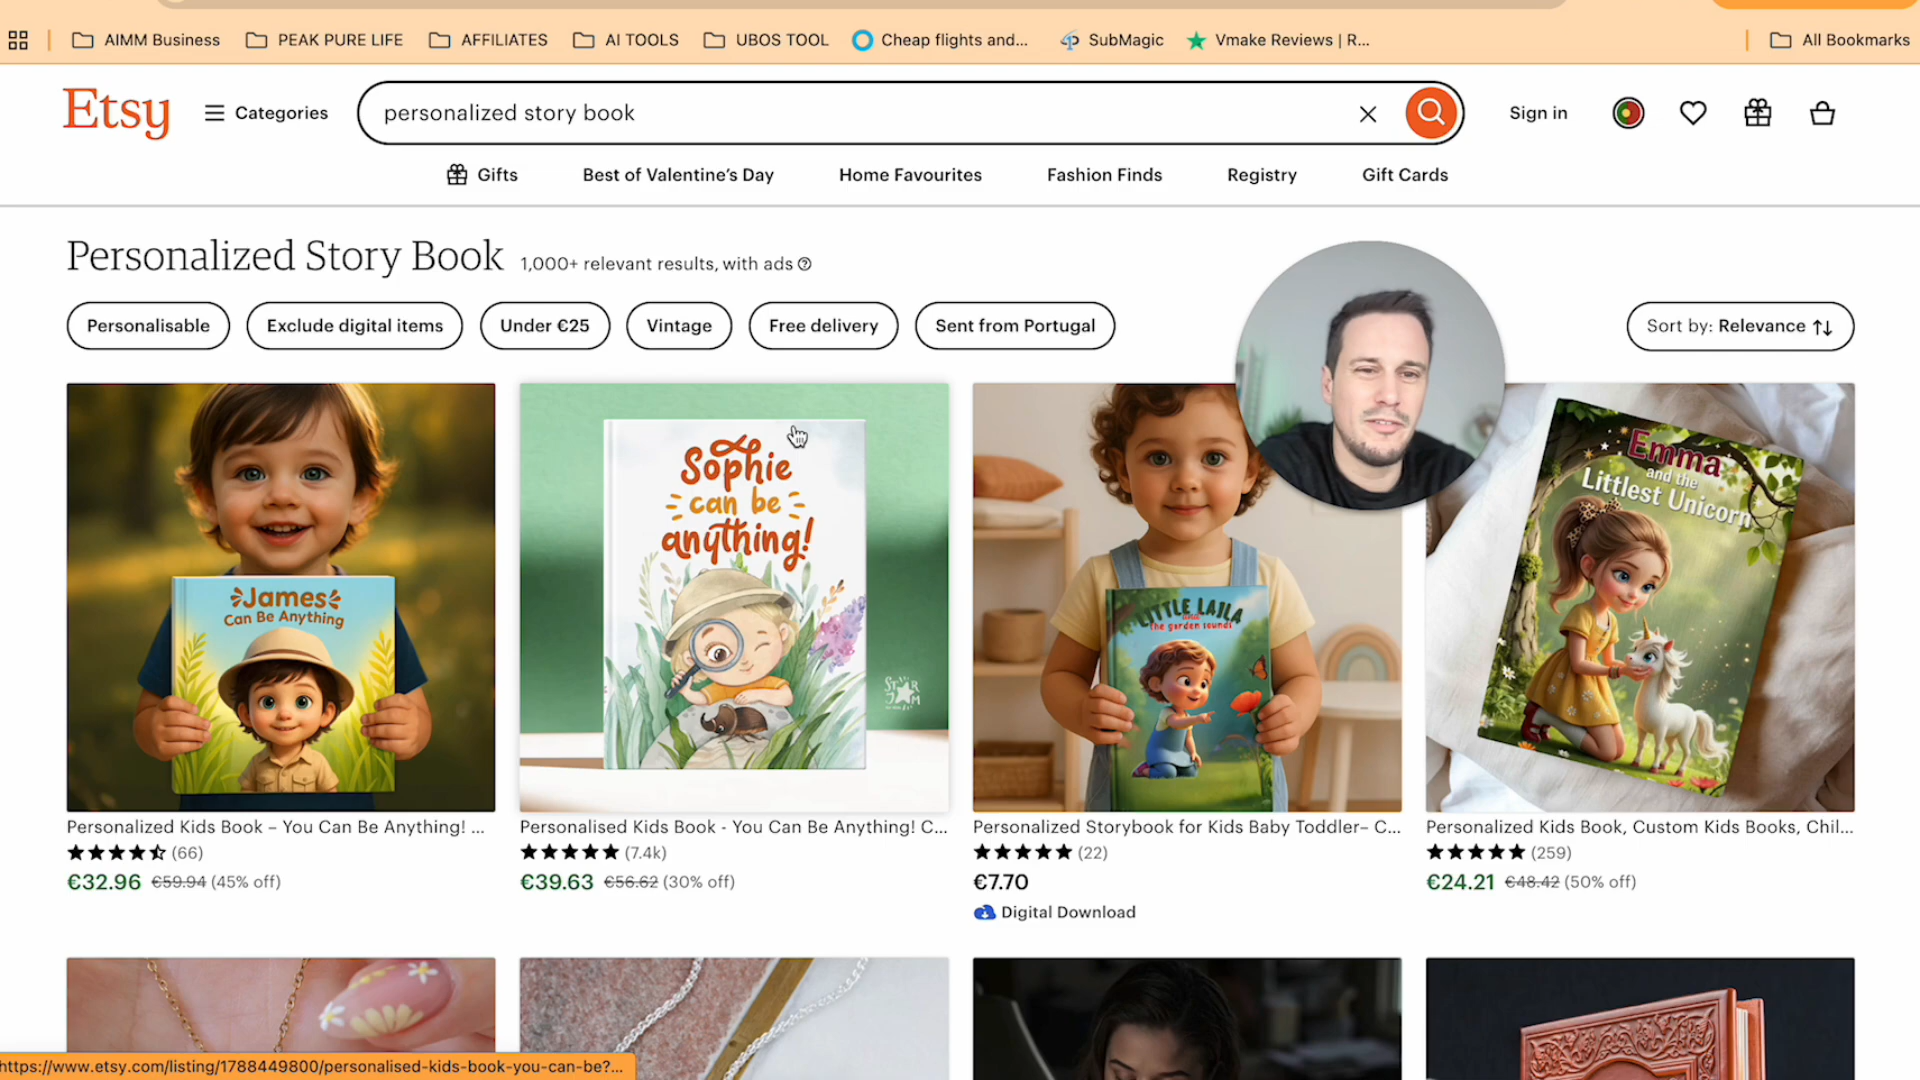 AIMM Business
PEAK PURE LIFE
AFFILIATES
AI TOOLS
UBOS TOOL
Cheap flights and...
SubMagic
Vmake Reviews | R...
All Bookmarks
Etsy
Categories
personalized story book
Sign in
Gifts
Best of Valentine's Day
Home Favourites
Fashion Finds
Registry
Gift Cards
Personalized Story Book
1,000+ relevant results, with ads
Personalisable
Exclude digital items
Under €25
Vintage
Free delivery
Sent from Portugal
Sort by: Relevance
James
Can Be Anything
Sophie
can be
anything!
STAR
JAM
LITTLE LAILA
and
the garden sounds
Emma
and the
Littlest Unicorn
Personalized Kids Book – You Can Be Anything! ...
(66)
€32.96 €59.94 (45% off)
Personalised Kids Book - You Can Be Anything! C...
(7.4k)
€39.63 €56.62 (30% off)
Personalized Storybook for Kids Baby Toddler– C...
(22)
€7.70
Digital Download
Personalized Kids Book, Custom Kids Books, Chil...
(259)
€24.21 €48.42 (50% off)
https://www.etsy.com/listing/1788449800/personalised-kids-book-you-can-be?...